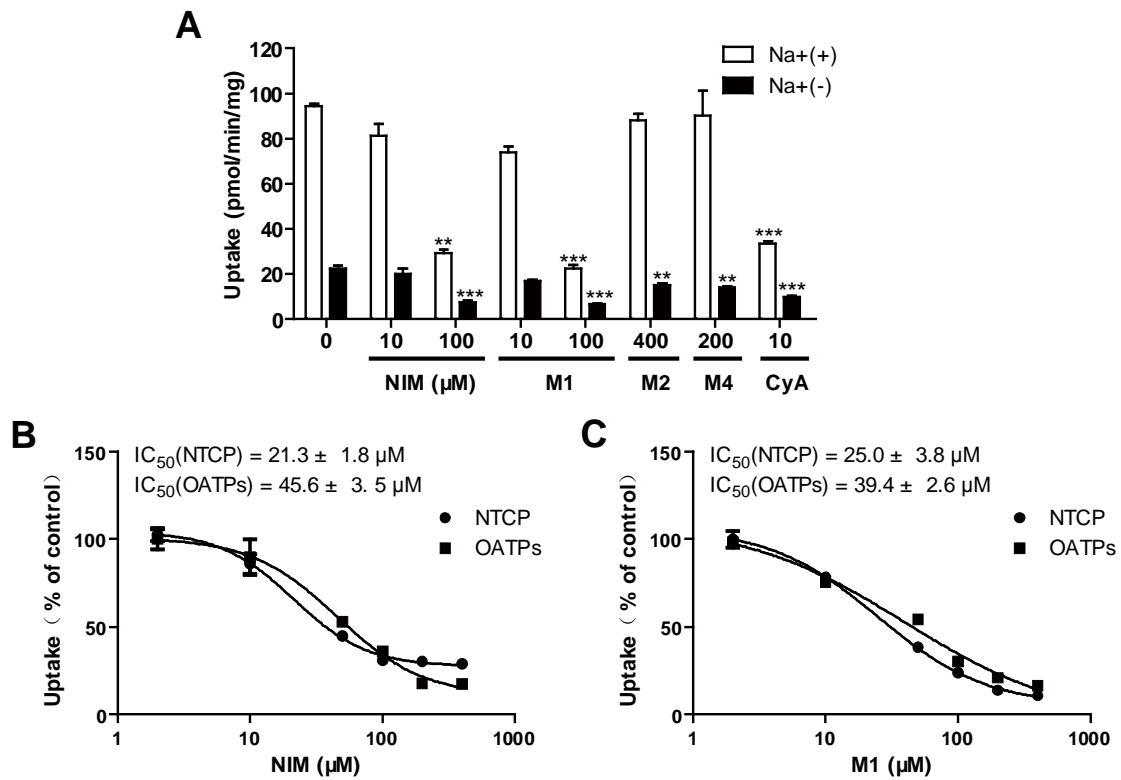 A
120
100
80
60
40
20
0
Uptake (pmol/min/mg)
Na+(+)
Na+(-)
**
***
***
***
**
**
***
***
0 10 100 10 100 400 200 10
NIM (µM) M1 M2 M4 CyA
B
150
100
50
0
Uptake ( % of control)
IC50(NTCP) = 21.3 ± 1.8 µM
IC50(OATPs) = 45.6 ± 3. 5 µM
NTCP
OATPs
1 10 100 1000
NIM (µM)
C
150
100
50
0
Uptake ( % of control)
IC50(NTCP) = 25.0 ± 3.8 µM
IC50(OATPs) = 39.4 ± 2.6 µM
NTCP
OATPs
1 10 100 1000
M1 (µM)